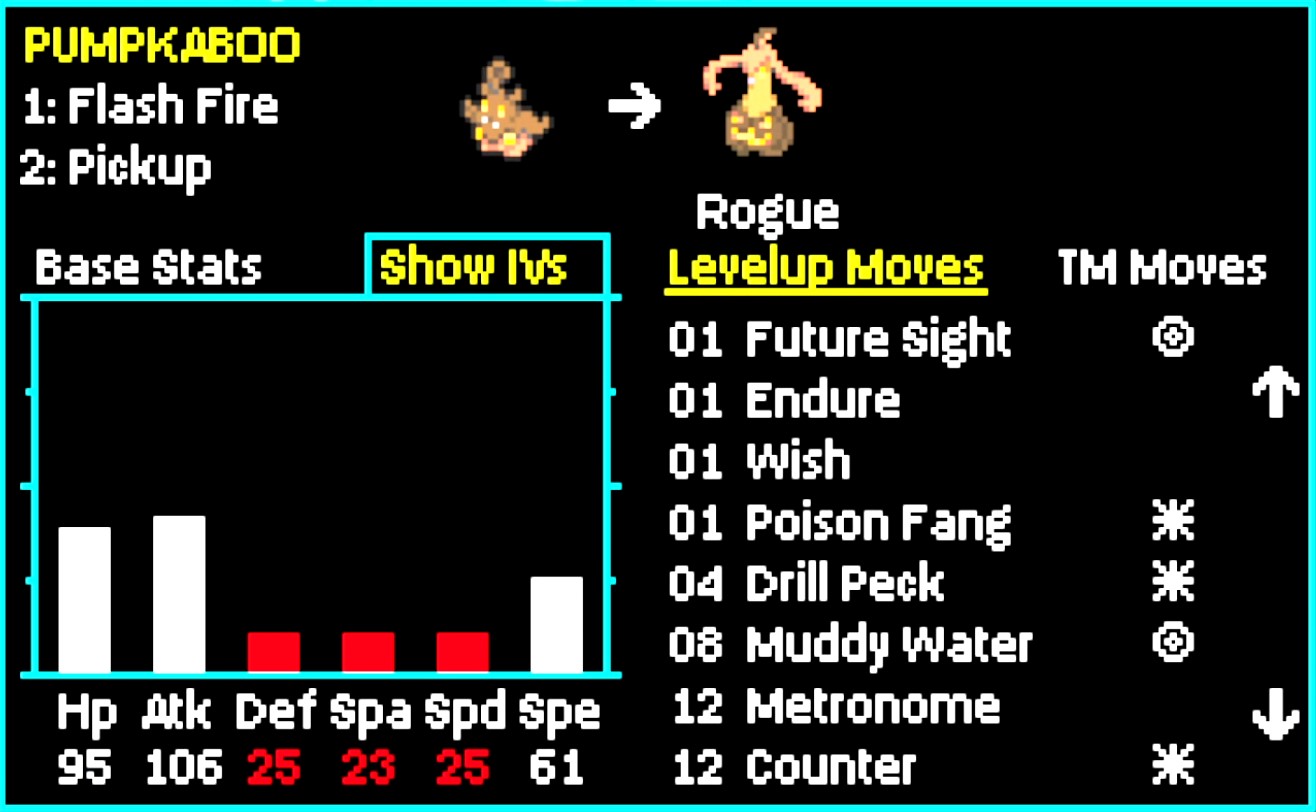 PUMPKABOO
1: Flash Fire
2: Pickup
Rogue
Base Stats
Show IVs
Levelup Moves
TM Moves
01 Future Sight
01 Endure
01 Wish
01 Poison Fang
04 Drill Peck
08 Muddy Water
12 Metronome
12 Counter
Hp Atk Def Spa Spd Spe
95 106 25 23 25 61